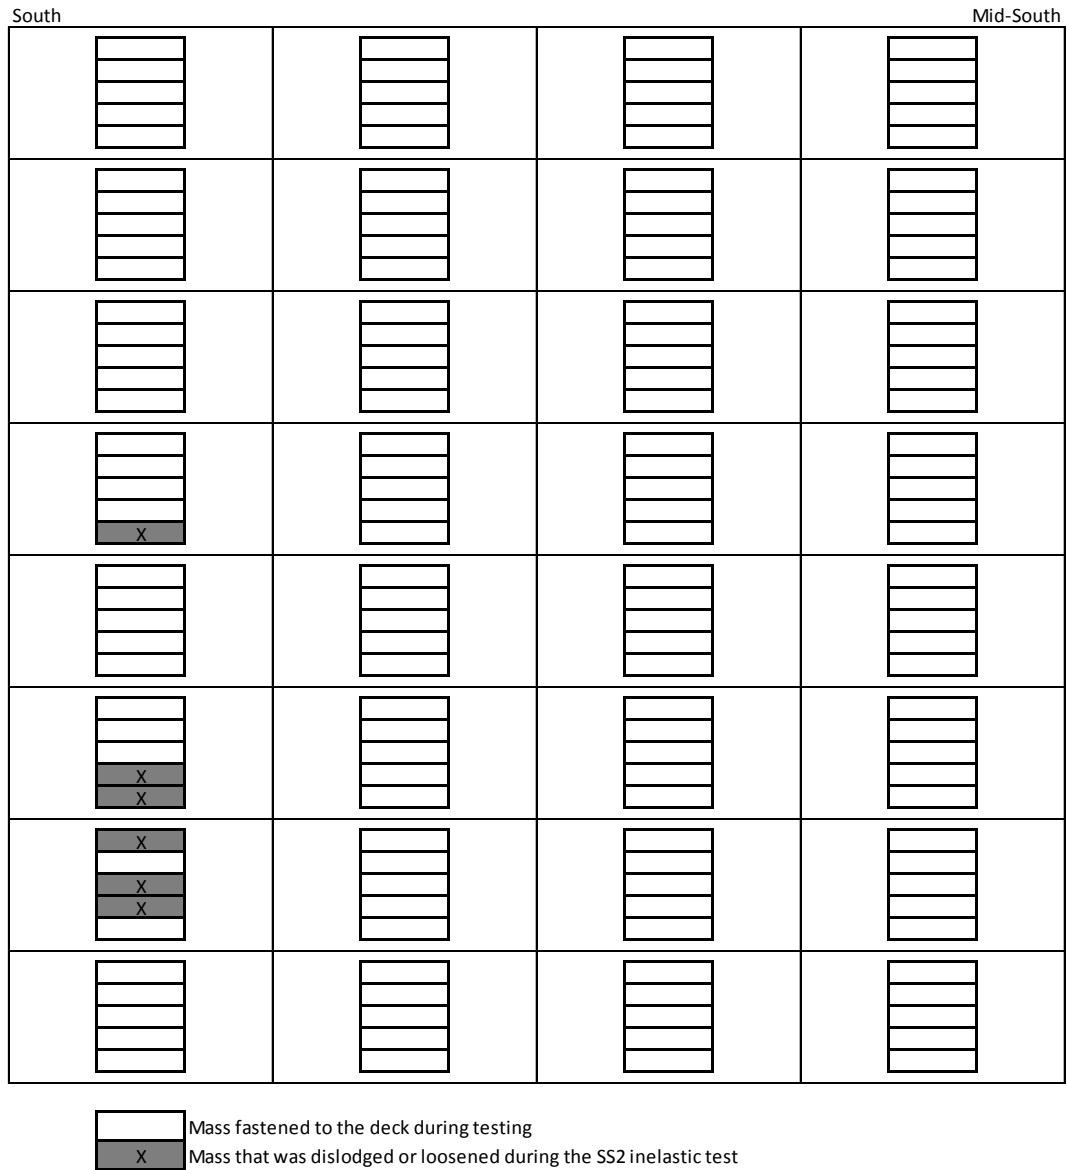 South Mid-South
X
X
X
X
X
X
Mass fastened to the deck during testing
X Mass that was dislodged or loosened during the SS2 inelastic test